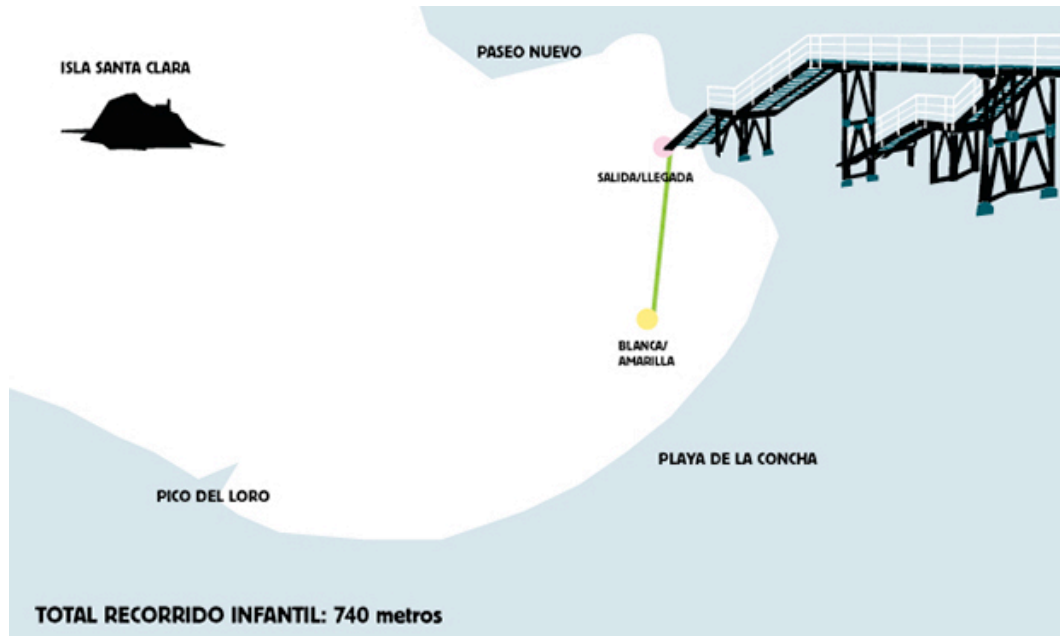 PASEO NUEVO
ISLA SANTA CLARA
SALIDA/LLEGADA
BLANCA/
AMARILLA
PLAYA DE LA CONCHA
PICO DEL LORO
TOTAL RECORRIDO INFANTIL: 740 metros